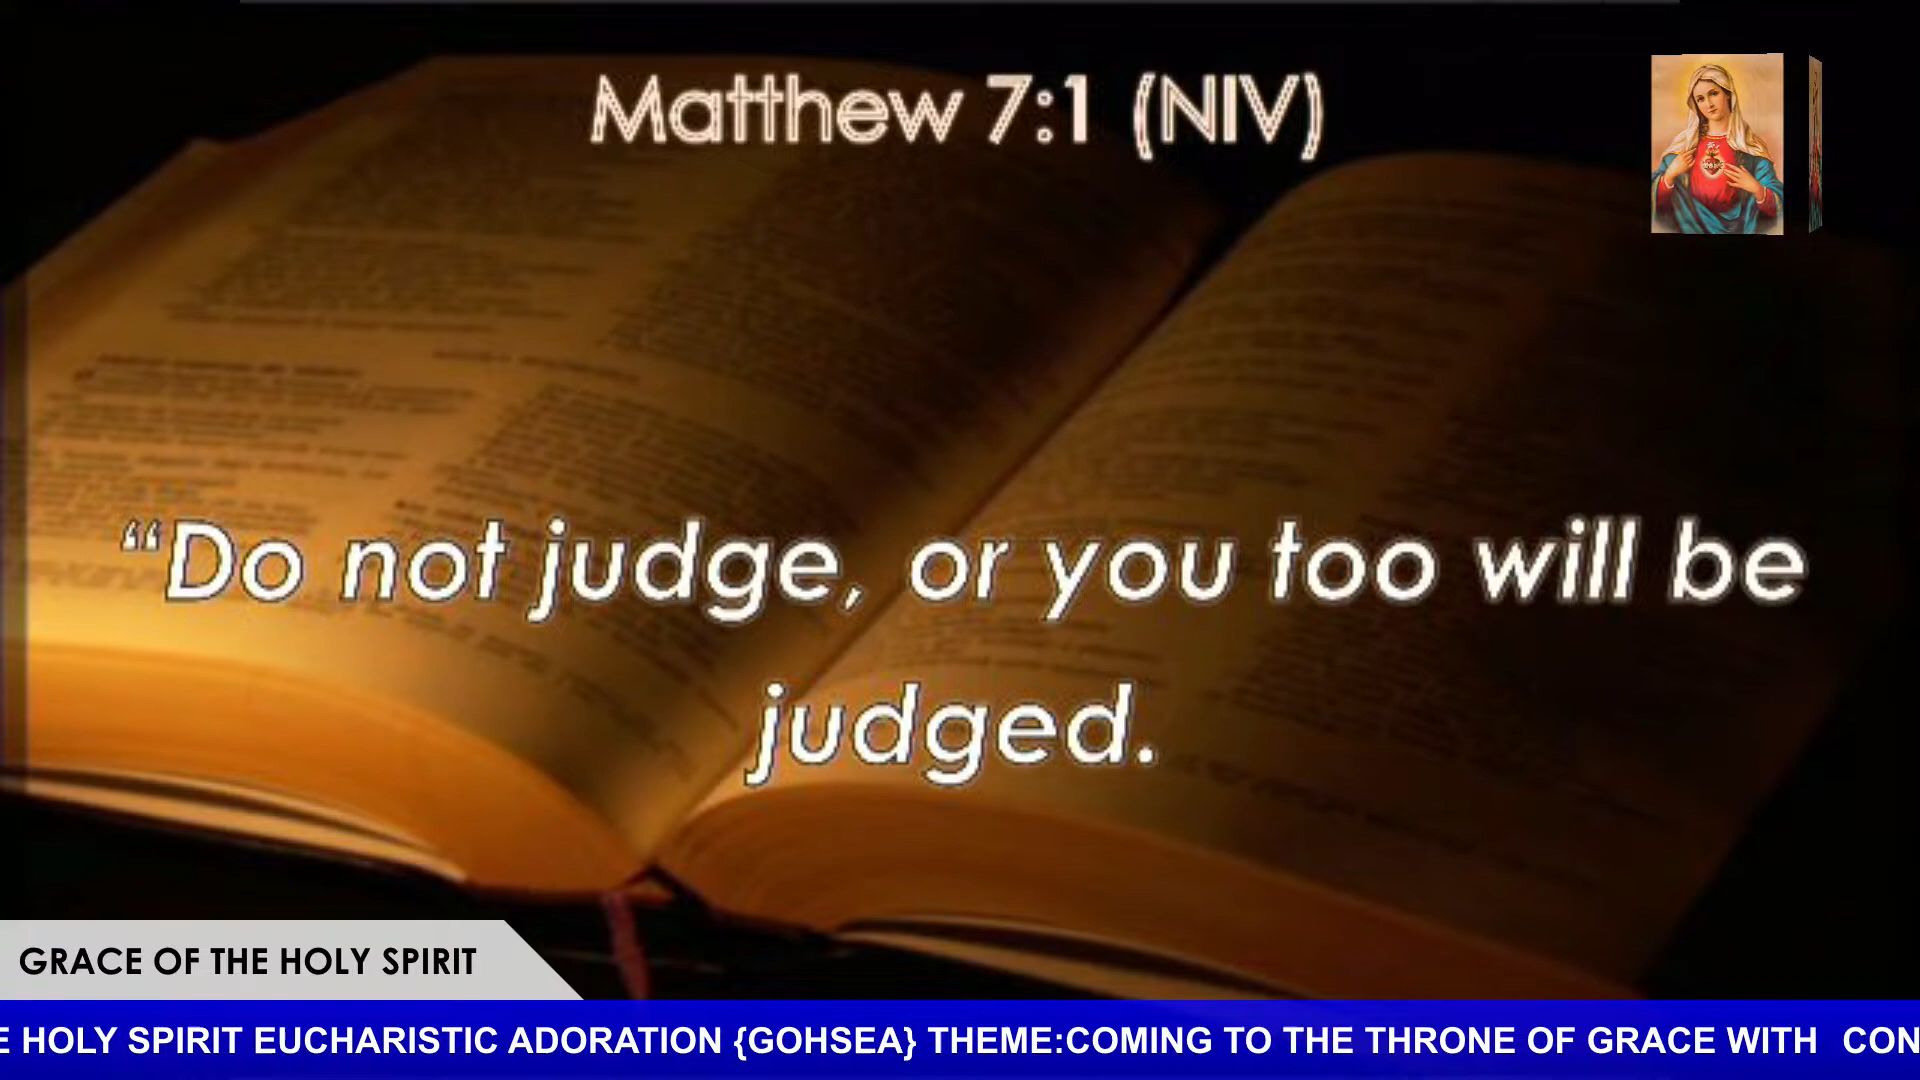 Matthew 7:1 (NIV)
“Do not judge, or you too will be
judged.
GRACE OF THE HOLY SPIRIT
E HOLY SPIRIT EUCHARISTIC ADORATION {GOHSEA} THEME:COMING TO THE THRONE OF GRACE WITH CON